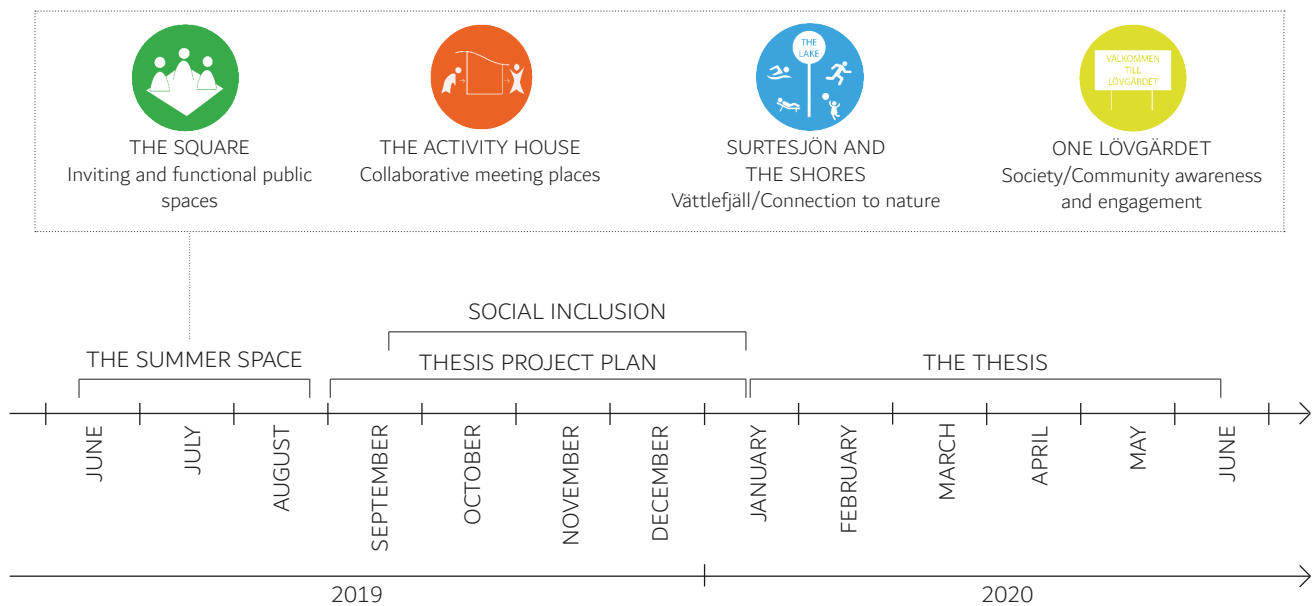 THE
LAKE
VÄLKOMMEN
TILL
LÖVGÄRDET
THE SQUARE
Inviting and functional public
spaces
THE ACTIVITY HOUSE
Collaborative meeting places
SURTESJÖN AND
THE SHORES
Vättlefjäll/Connection to nature
ONE LÖVGÄRDET
Society/Community awareness
and engagement
SOCIAL INCLUSION
THE SUMMER SPACE
THESIS PROJECT PLAN
THE THESIS
JUNE
JULY
AUGUST
SEPTEMBER
OCTOBER
NOVEMBER
DECEMBER
JANUARY
FEBRUARY
MARCH
APRIL
MAY
JUNE
2019
2020